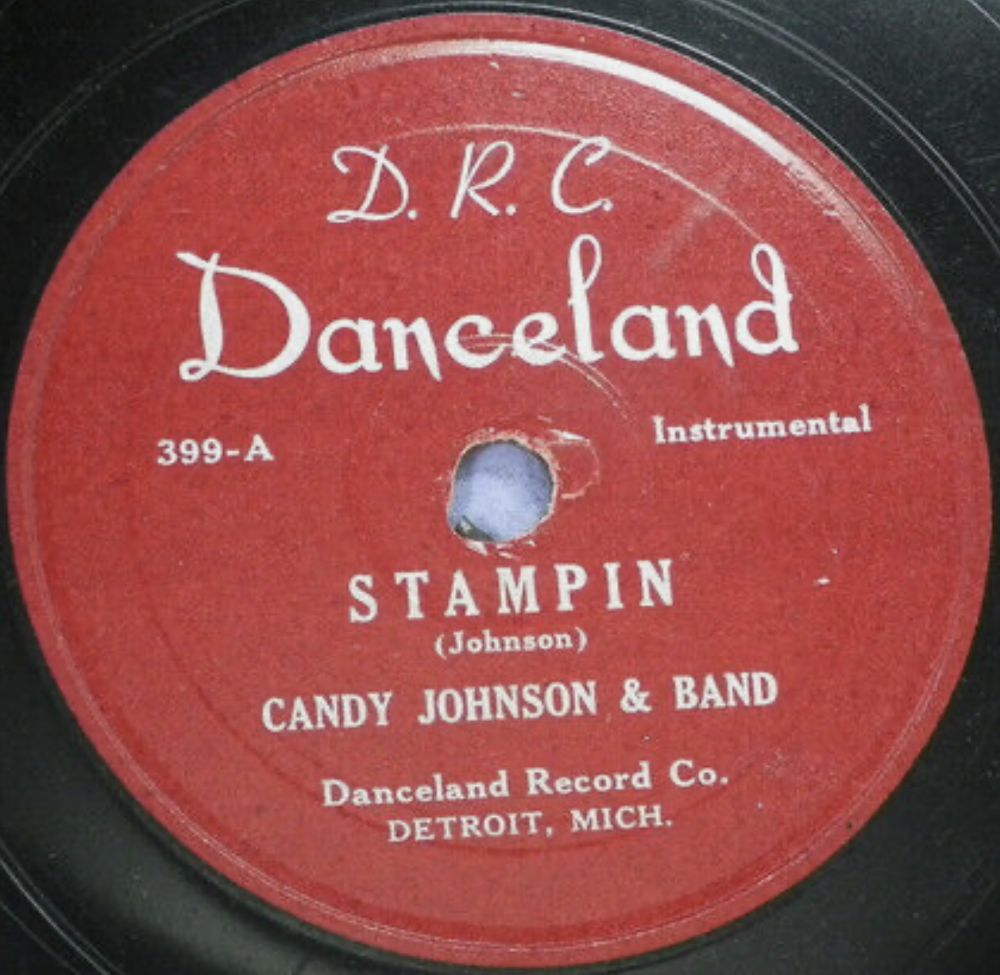 D. R. C.
Danceland
399-A Instrumental
STAMPIN
(Johnson)
CANDY JOHNSON & BAND
Danceland Record Co.
DETROIT, MICH.